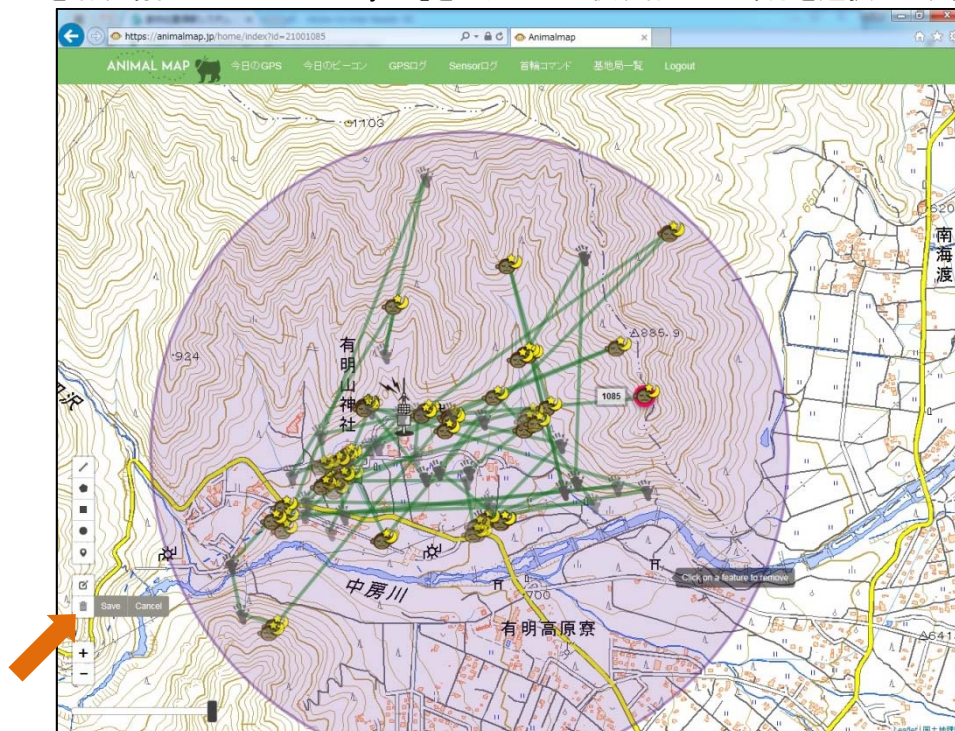 https://animalmap.jp/home/index?id=21001085
Animalmap
ANIMAL MAP
今日のGPS
今日のビーコン
GPSログ
Sensorログ
首輪コマンド
基地局一覧
Logout
1103
620
南海渡
△885.9
924
有明山神社
1085
中房川
Click on a feature to remove
Save
Cancel
700
有明高原寮
△641
+
−